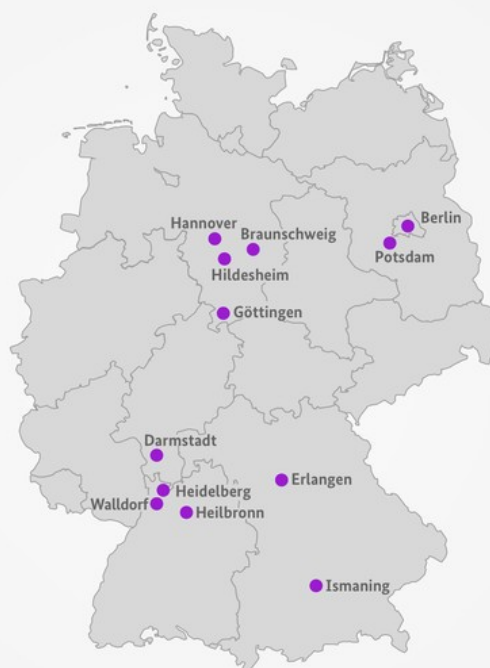 Berlin
Hannover
Braunschweig
Potsdam
Hildesheim
Göttingen
Darmstadt
Heidelberg
Erlangen
Walldorf
Heilbronn
Ismaning